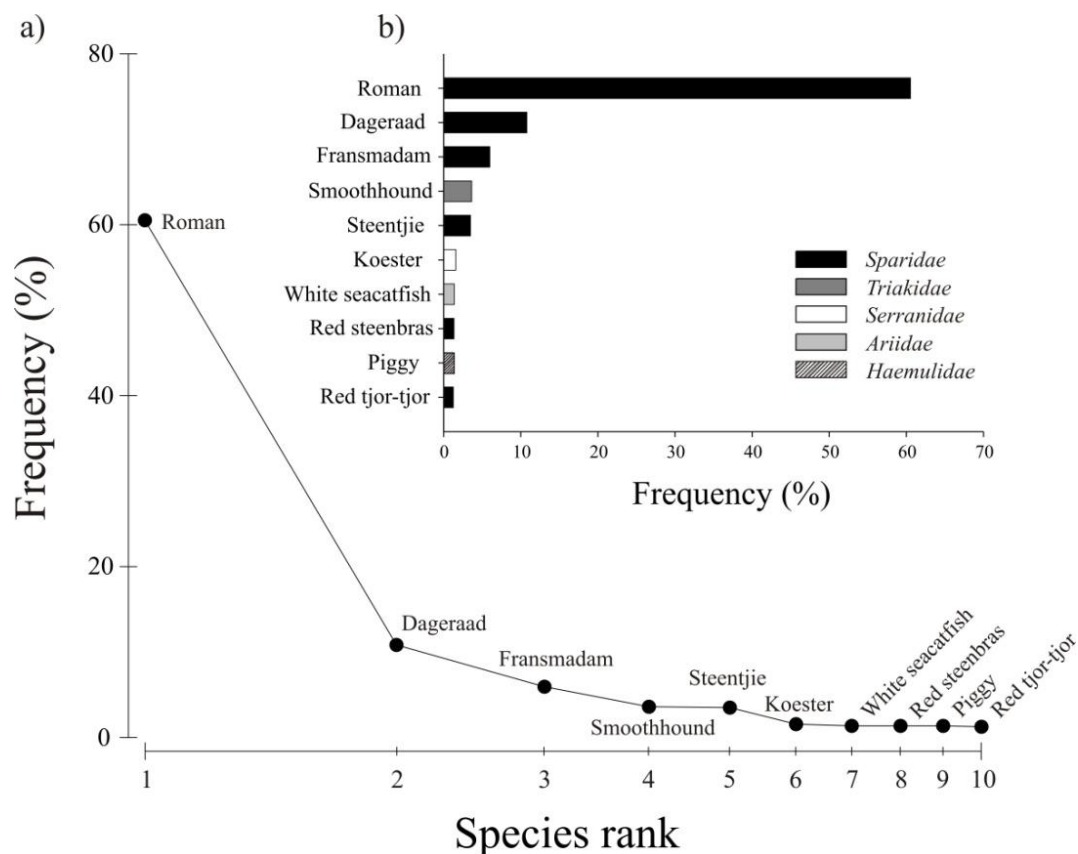 a)
80
60
40
20
0
Frequency (%)
Roman
Dageraad
Fransmadam
Smoothhound
Steentjie
Koester
White seacatfish
Red steenbras
Piggy
Red tjor-tjor
1 2 3 4 5 6 7 8 9 10
Species rank
b)
Roman
Dageraad
Fransmadam
Smoothhound
Steentjie
Koester
White seacatfish
Red steenbras
Piggy
Red tjor-tjor
0 10 20 30 40 50 60 70
Frequency (%)
Sparidae
Triakidae
Serranidae
Ariidae
Haemulidae